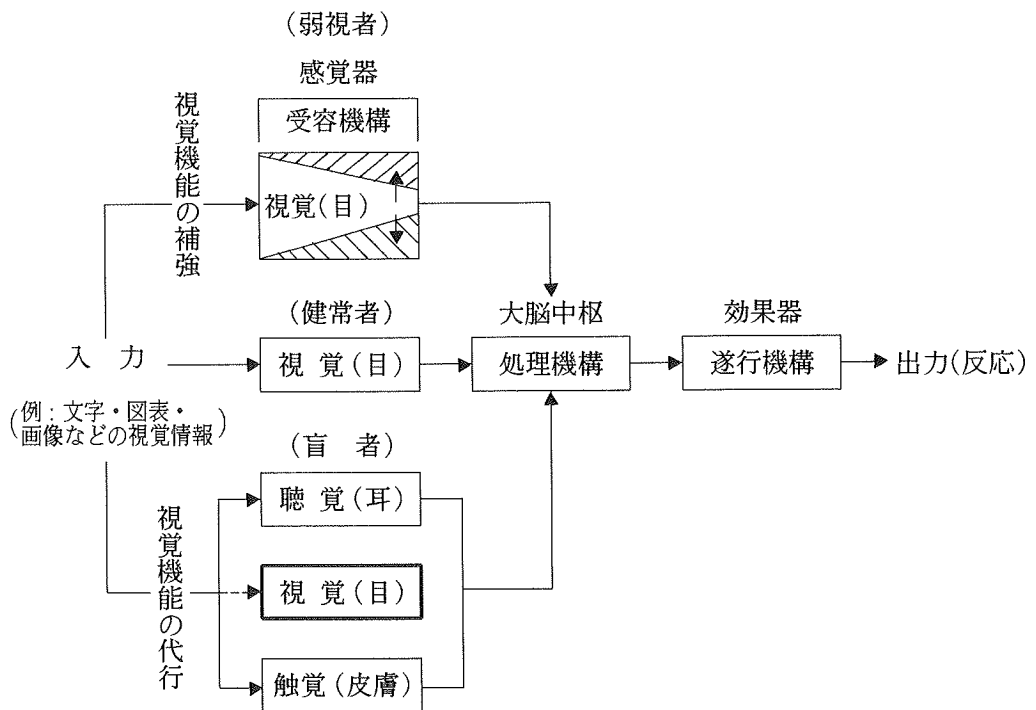 (弱視者)
感覚器
受容機構
視覚機能の補強
視覚(目)
(健常者)
大脳中枢
効果器
入 力
視 覚(目)
処理機構
遂行機構
出力(反応)
(例:文字・図表・
画像などの視覚情報)
(盲 者)
聴 覚(耳)
視覚機能の代行
視 覚(目)
触覚(皮膚)